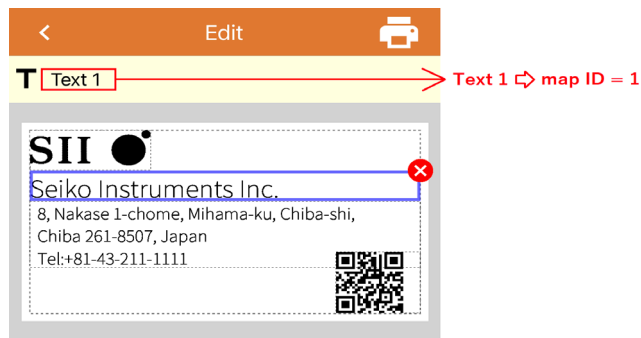 Edit
T Text 1
Text 1 ⇨ map ID = 1
SII
Seiko Instruments Inc.
8, Nakase 1-chome, Mihama-ku, Chiba-shi,
Chiba 261-8507, Japan
Tel:+81-43-211-1111